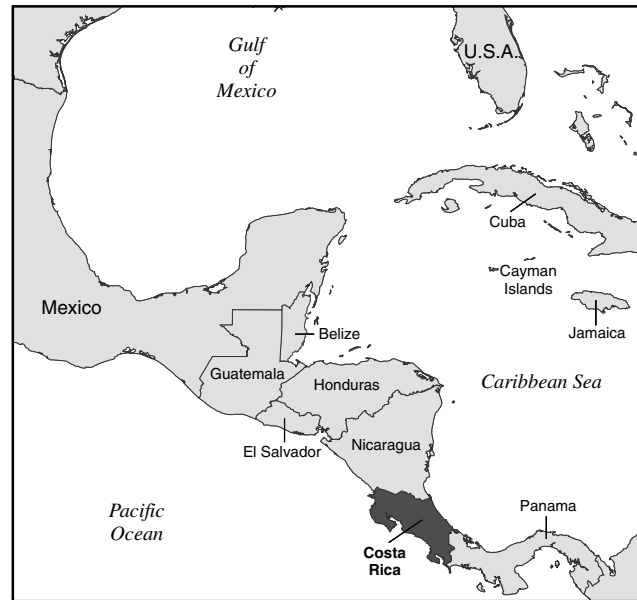 Gulf
of
Mexico
U.S.A.
Cuba
Cayman
Islands
Mexico
Jamaica
Belize
Guatemala
Honduras
Caribbean Sea
El Salvador
Nicaragua
Pacific
Ocean
Panama
Costa
Rica